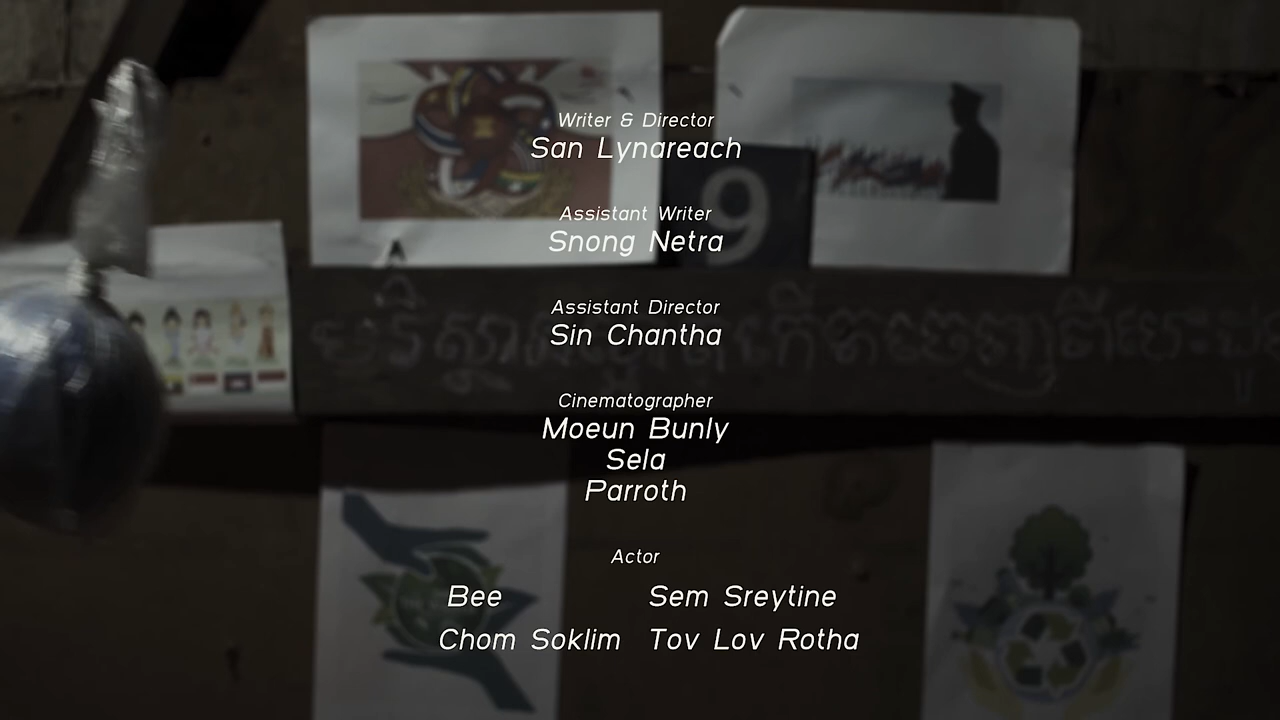 Writer & Director
San Lynareach
Assistant Writer
Snong Netra
Assistant Director
Sin Chantha
Cinematographer
Moeun Bunly
Sela
Parroth
Actor
Bee Sem Sreytine
Chom Soklim Tov Lov Rotha
9